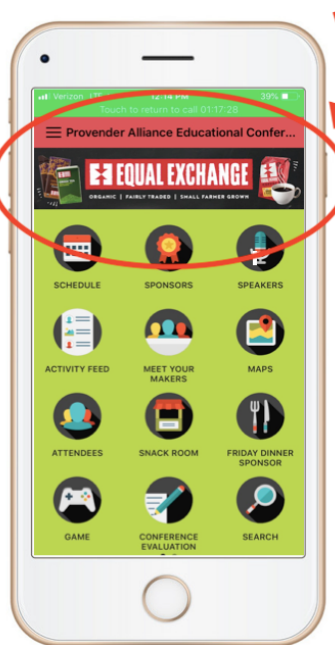 Verizon LTE 12:14 PM 39%
Touch to return to call 01:17:28
Provender Alliance Educational Confer...
EQUAL EXCHANGE
ORGANIC | FAIRLY TRADED | SMALL FARMER GROWN
SCHEDULE SPONSORS SPEAKERS
ACTIVITY FEED MEET YOUR MAPS
MAKERS
ATTENDEES SNACK ROOM FRIDAY DINNER
SPONSOR
GAME CONFERENCE SEARCH
EVALUATION